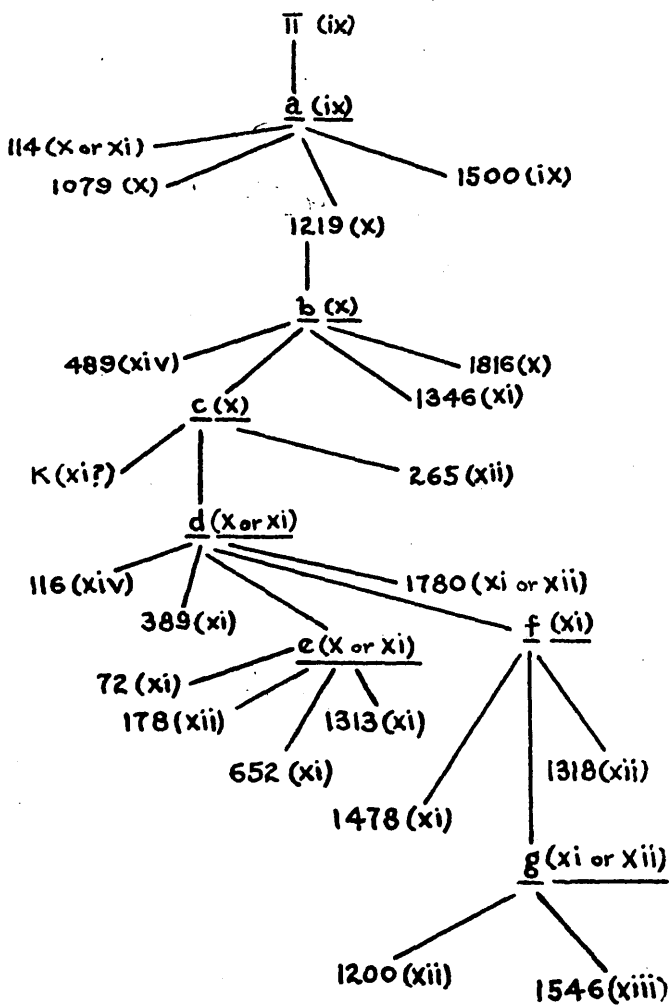 Π (ix)
a (ix)
114 (x or xi)
1079 (x)
1500 (ix)
1219 (x)
b (x)
489 (xiv)
1816 (x)
1346 (xi)
c (x)
K (xi?)
265 (xii)
d (x or xi)
116 (xiv)
1780 (xi or xii)
389 (xi)
f (xi)
e (x or xi)
72 (xi)
178 (xii)
1313 (xi)
652 (xi)
1318 (xii)
1478 (xi)
g (xi or xii)
1200 (xii)
1546 (xiii)